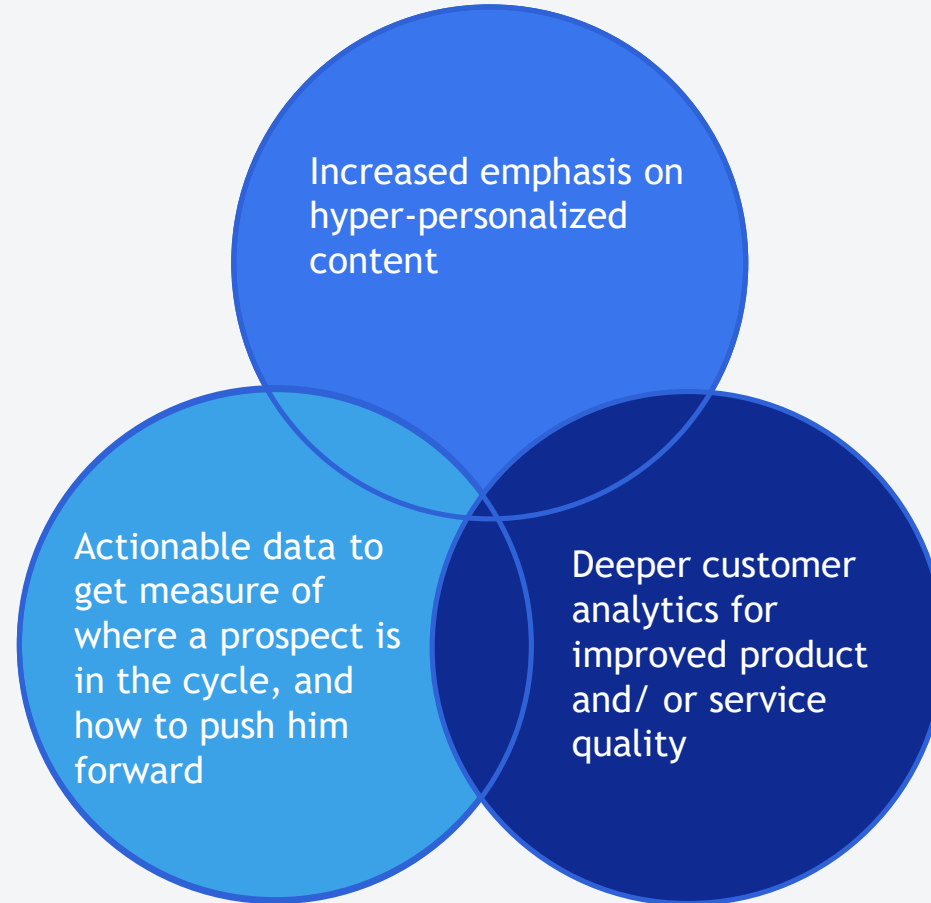 Increased emphasis on
hyper-personalized
content
Actionable data to
get measure of
where a prospect is
in the cycle, and
how to push him
forward
Deeper customer
analytics for
improved product
and/ or service
quality